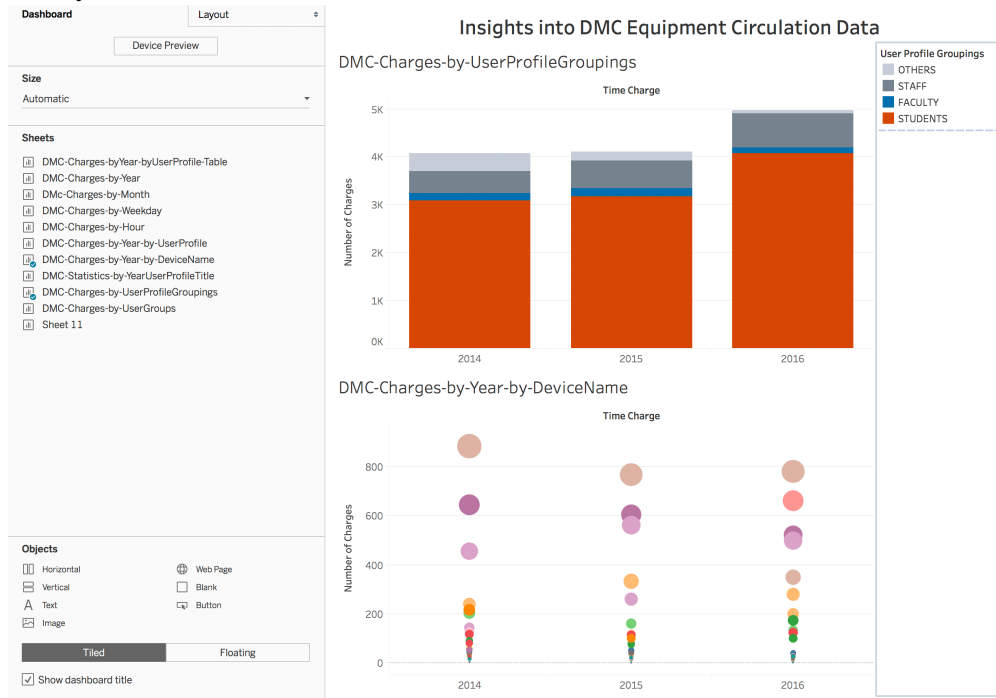 Dashboard
Layout
Device Preview
Size
Automatic
Sheets
DMC-Charges-by-Year-byUserProfile-Table
DMC-Charges-by-Year
DMc-Charges-by-Month
DMC-Charges-by-Weekday
DMC-Charges-by-Hour
DMC-Charges-by-Year-by-UserProfile
DMC-Charges-by-Year-by-DeviceName
DMC-Statistics-by-YearUserProfileTitle
DMC-Charges-by-UserProfileGroupings
DMC-Charges-by-UserGroups
Sheet 11
Objects
Horizontal
Web Page
Vertical
Blank
A Text
Button
Image
Tiled
Floating
Show dashboard title
Insights into DMC Equipment Circulation Data
DMC-Charges-by-UserProfileGroupings
Time Charge
Number of Charges
5K
4K
3K
2K
1K
0K
2014
2015
2016
DMC-Charges-by-Year-by-DeviceName
Time Charge
Number of Charges
800
600
400
200
0
2014
2015
2016
User Profile Groupings
OTHERS
STAFF
FACULTY
STUDENTS